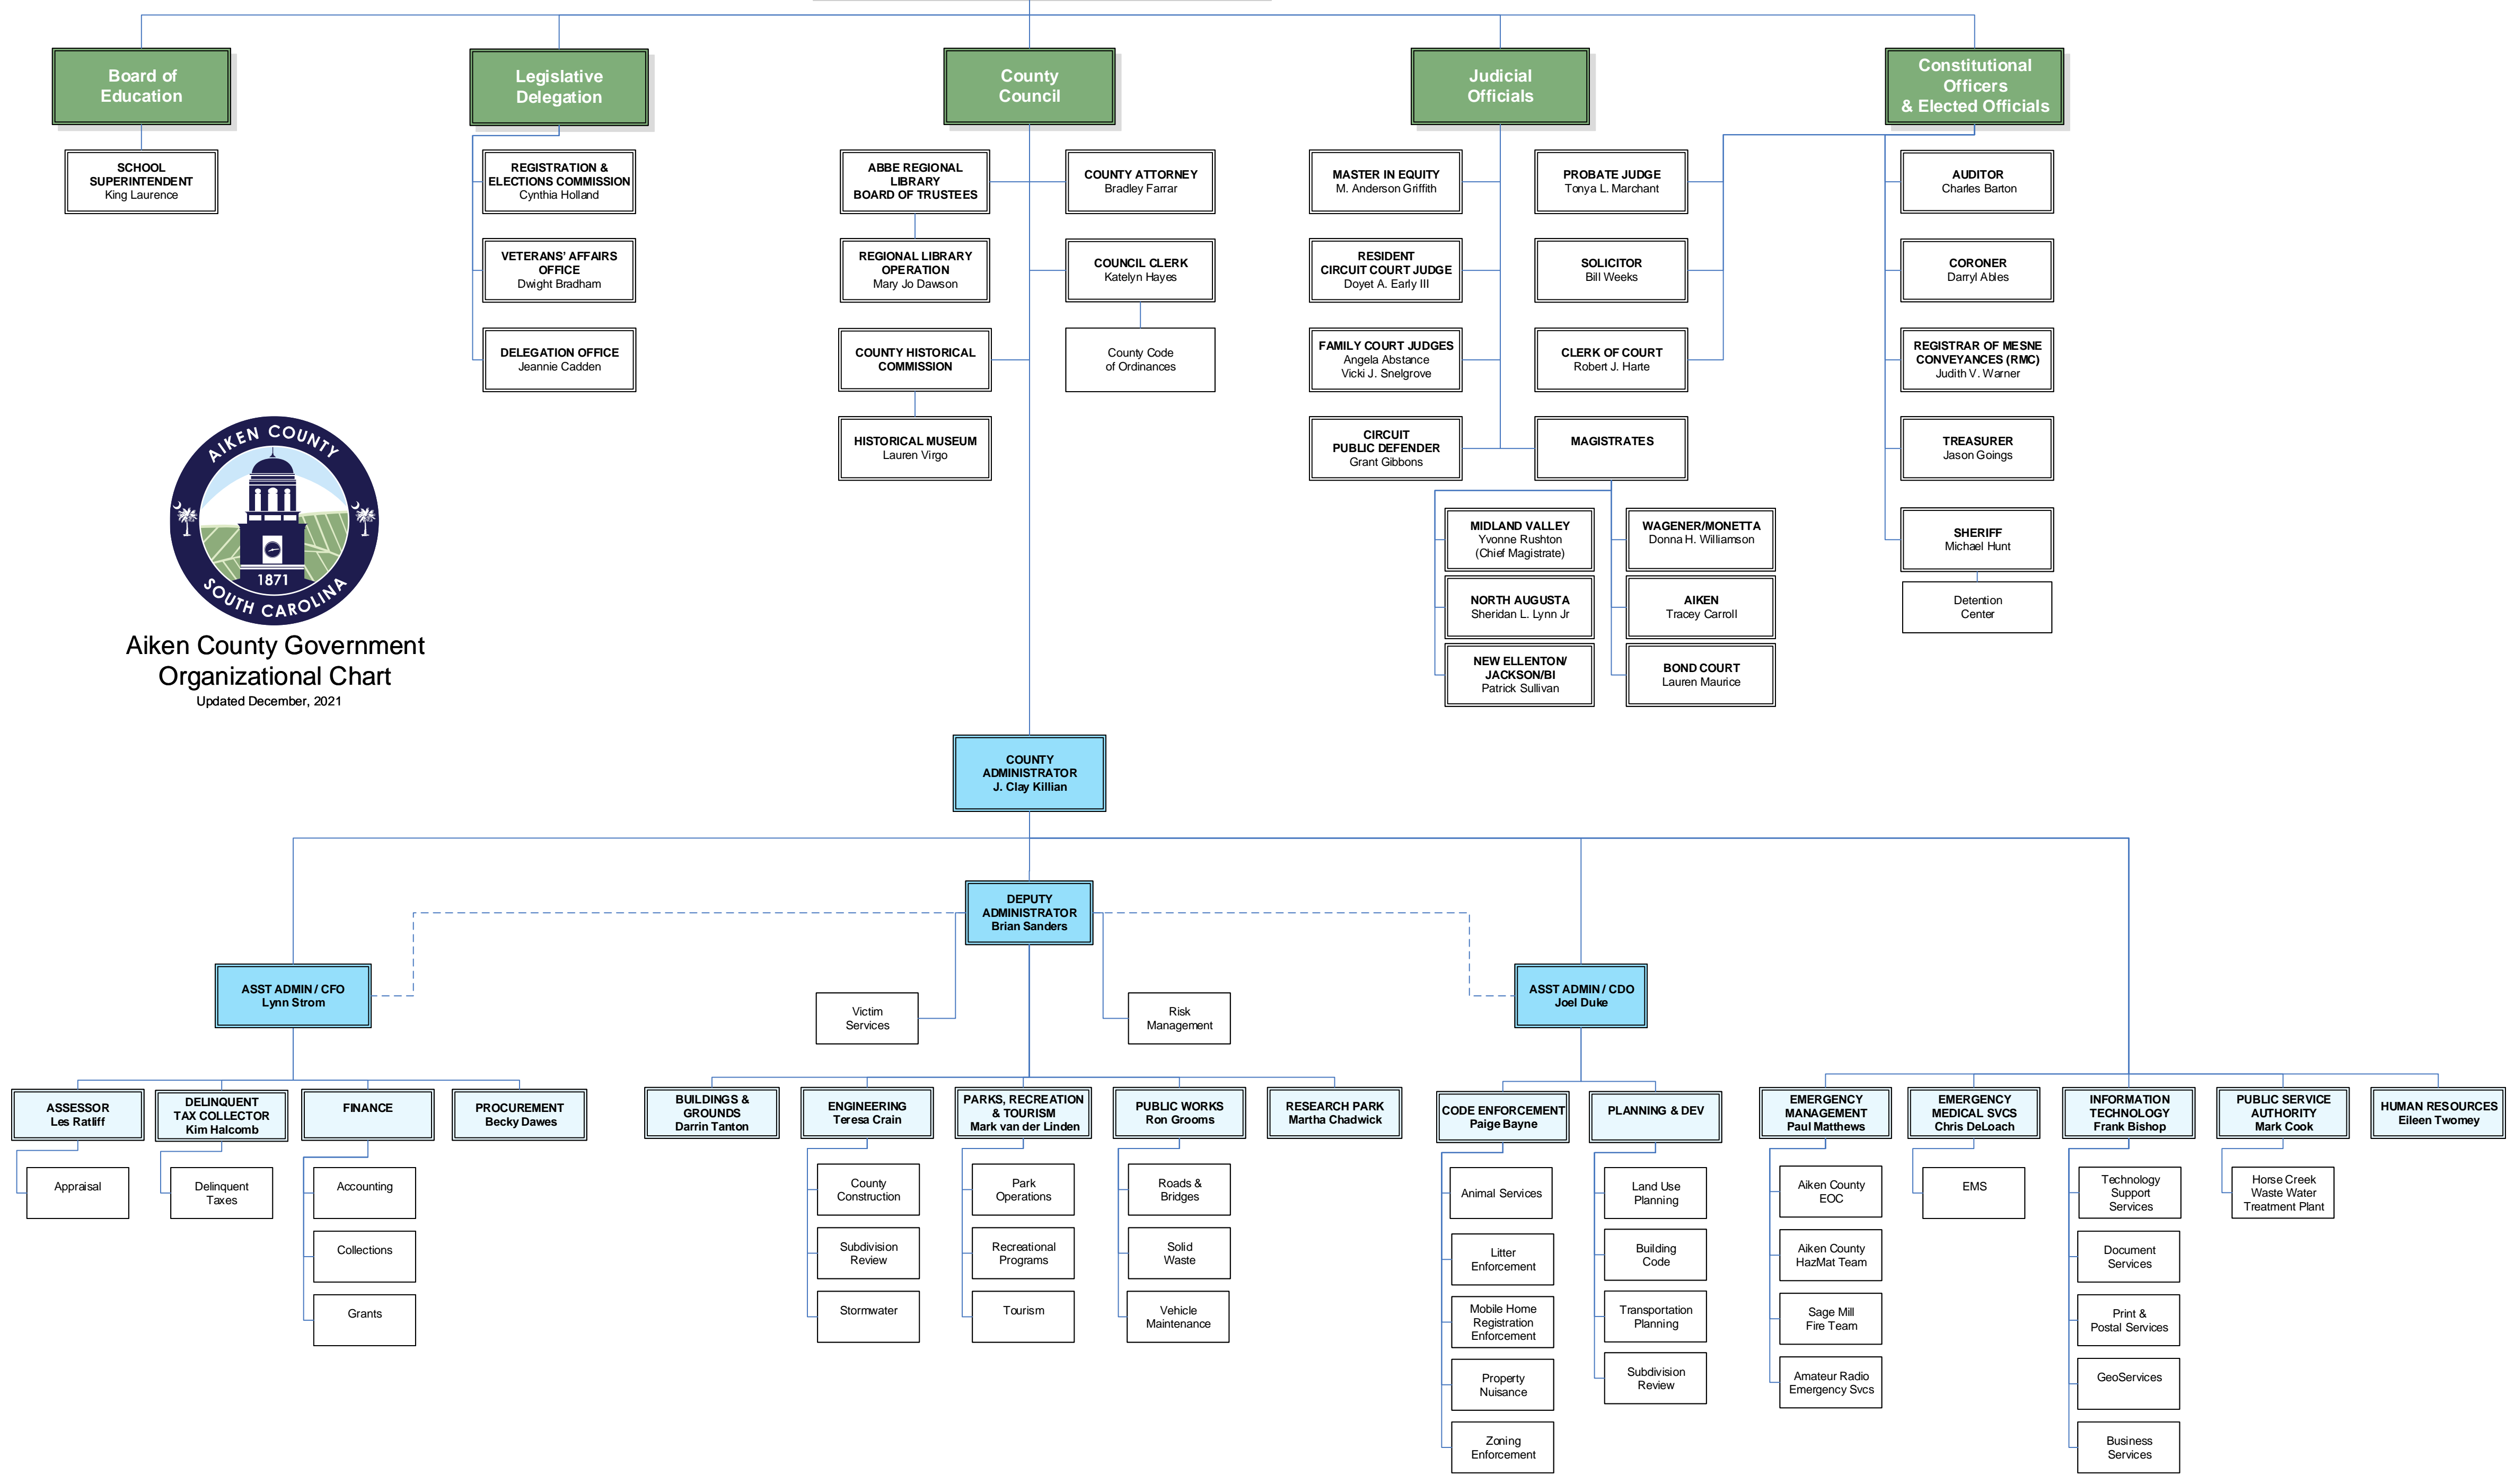 Board of
Education
Legislative
Delegation
County
Council
Judicial
Officials
Constitutional
Officers
& Elected Officials
SCHOOL
SUPERINTENDENT
King Laurence
REGISTRATION &
ELECTIONS COMMISSION
Cynthia Holland
VETERANS' AFFAIRS
OFFICE
Dwight Bradham
DELEGATION OFFICE
Jeannie Cadden
ABBE REGIONAL
LIBRARY
BOARD OF TRUSTEES
REGIONAL LIBRARY
OPERATION
Mary Jo Dawson
COUNTY HISTORICAL
COMMISSION
HISTORICAL MUSEUM
Lauren Virgo
COUNTY ATTORNEY
Bradley Farrar
COUNCIL CLERK
Katelyn Hayes
County Code
of Ordinances
MASTER IN EQUITY
M. Anderson Griffith
RESIDENT
CIRCUIT COURT JUDGE
Doyet A. Early III
FAMILY COURT JUDGES
Angela Abstance
Vicki J. Snelgrove
CIRCUIT
PUBLIC DEFENDER
Grant Gibbons
PROBATE JUDGE
Tonya L. Marchant
SOLICITOR
Bill Weeks
CLERK OF COURT
Robert J. Harte
MAGISTRATES
MIDLAND VALLEY
Yvonne Rushton
(Chief Magistrate)
NORTH AUGUSTA
Sheridan L. Lynn Jr
NEW ELLENTON/
JACKSON/BI
Patrick Sullivan
WAGENER/MONETTA
Donna H. Williamson
AIKEN
Tracey Carroll
BOND COURT
Lauren Maurice
AUDITOR
Charles Barton
CORONER
Darryl Ables
REGISTRAR OF MESNE
CONVEYANCES (RMC)
Judith V. Warner
TREASURER
Jason Goings
SHERIFF
Michael Hunt
Detention
Center
AIKEN COUNTY
1871
SOUTH CAROLINA
Aiken County Government
Organizational Chart
Updated December, 2021
COUNTY
ADMINISTRATOR
J. Clay Killian
DEPUTY
ADMINISTRATOR
Brian Sanders
ASST ADMIN / CFO
Lynn Strom
Victim
Services
Risk
Management
ASST ADMIN / CDO
Joel Duke
ASSESSOR
Les Ratliff
Appraisal
DELINQUENT
TAX COLLECTOR
Kim Halcomb
Delinquent
Taxes
FINANCE
Accounting
Collections
Grants
PROCUREMENT
Becky Dawes
BUILDINGS &
GROUNDS
Darrin Tanton
ENGINEERING
Teresa Crain
County
Construction
Subdivision
Review
Stormwater
PARKS, RECREATION
& TOURISM
Mark van der Linden
Park
Operations
Recreational
Programs
Tourism
PUBLIC WORKS
Ron Grooms
Roads &
Bridges
Solid
Waste
Vehicle
Maintenance
RESEARCH PARK
Martha Chadwick
CODE ENFORCEMENT
Paige Bayne
Animal Services
Litter
Enforcement
Mobile Home
Registration
Enforcement
Property
Nuisance
Zoning
Enforcement
PLANNING & DEV
Land Use
Planning
Building
Code
Transportation
Planning
Subdivision
Review
EMERGENCY
MANAGEMENT
Paul Matthews
Aiken County
EOC
Aiken County
HazMat Team
Sage Mill
Fire Team
Amateur Radio
Emergency Svcs
EMERGENCY
MEDICAL SVCS
Chris DeLoach
EMS
INFORMATION
TECHNOLOGY
Frank Bishop
Technology
Support
Services
Document
Services
Print &
Postal Services
GeoServices
Business
Services
PUBLIC SERVICE
AUTHORITY
Mark Cook
Horse Creek
Waste Water
Treatment Plant
HUMAN RESOURCES
Eileen Twomey